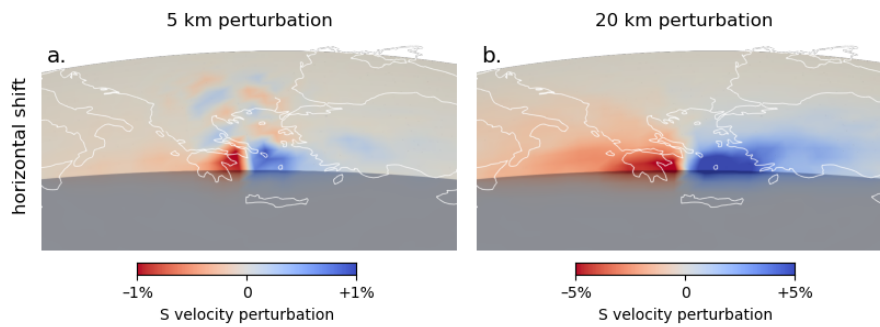 5 km perturbation
20 km perturbation
a.
b.
horizontal shift
−1%
0
+1%
−5%
0
+5%
S velocity perturbation
S velocity perturbation